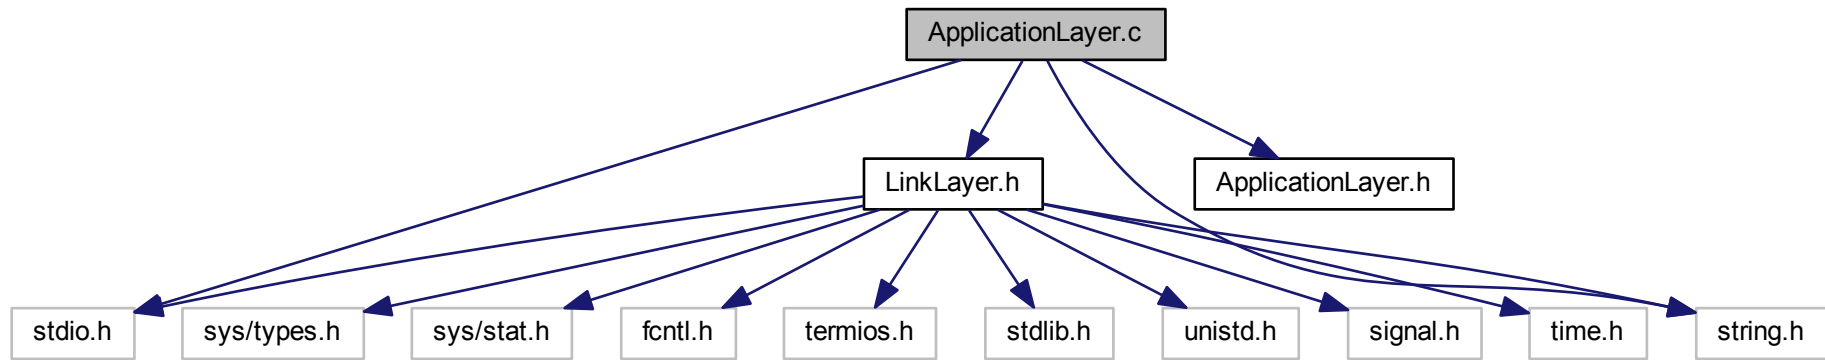 ApplicationLayer.c
LinkLayer.h
ApplicationLayer.h
stdio.h
sys/types.h
sys/stat.h
fcntl.h
termios.h
stdlib.h
unistd.h
signal.h
time.h
string.h